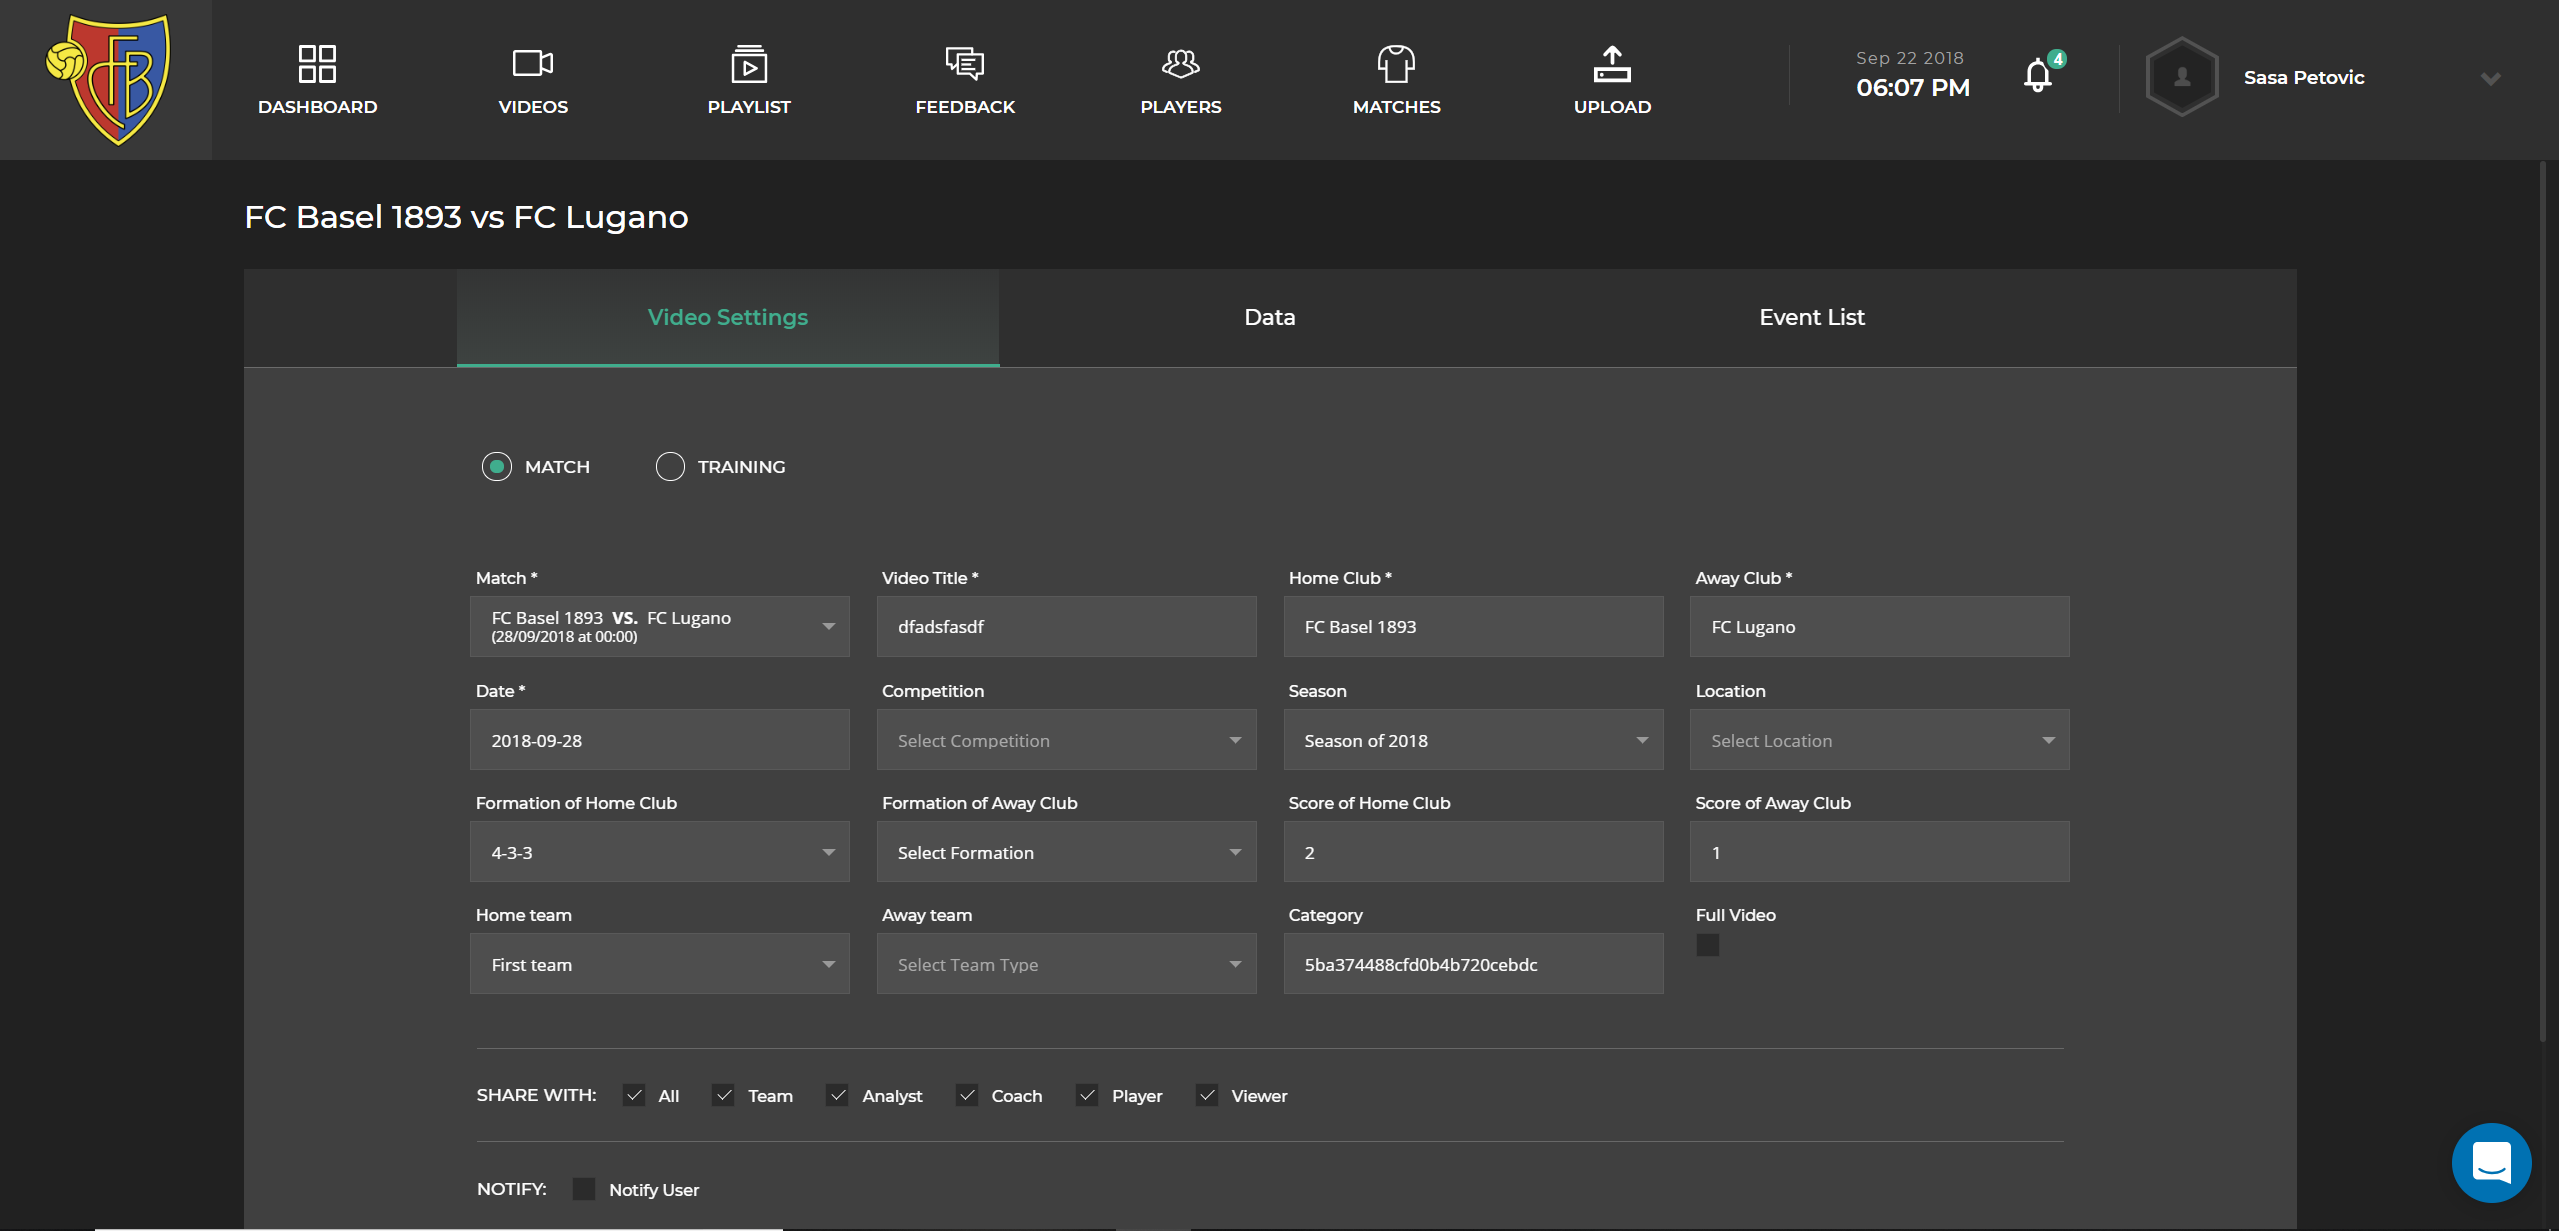 FCB
DASHBOARD
VIDEOS
PLAYLIST
FEEDBACK
PLAYERS
MATCHES
UPLOAD
Sep 22 2018
06:07 PM
4
Sasa Petovic
FC Basel 1893 vs FC Lugano
Video Settings
Data
Event List
MATCH
TRAINING
Match *
Video Title *
Home Club *
Away Club *
FC Basel 1893 VS. FC Lugano
(28/09/2018 at 00:00)
dfadsfasdf
FC Basel 1893
FC Lugano
Date *
Competition
Season
Location
2018-09-28
Select Competition
Season of 2018
Select Location
Formation of Home Club
Formation of Away Club
Score of Home Club
Score of Away Club
4-3-3
Select Formation
2
1
Home team
Away team
Category
Full Video
First team
Select Team Type
5ba374488cfd0b4b720cebdc
SHARE WITH: All Team Analyst Coach Player Viewer
NOTIFY: Notify User